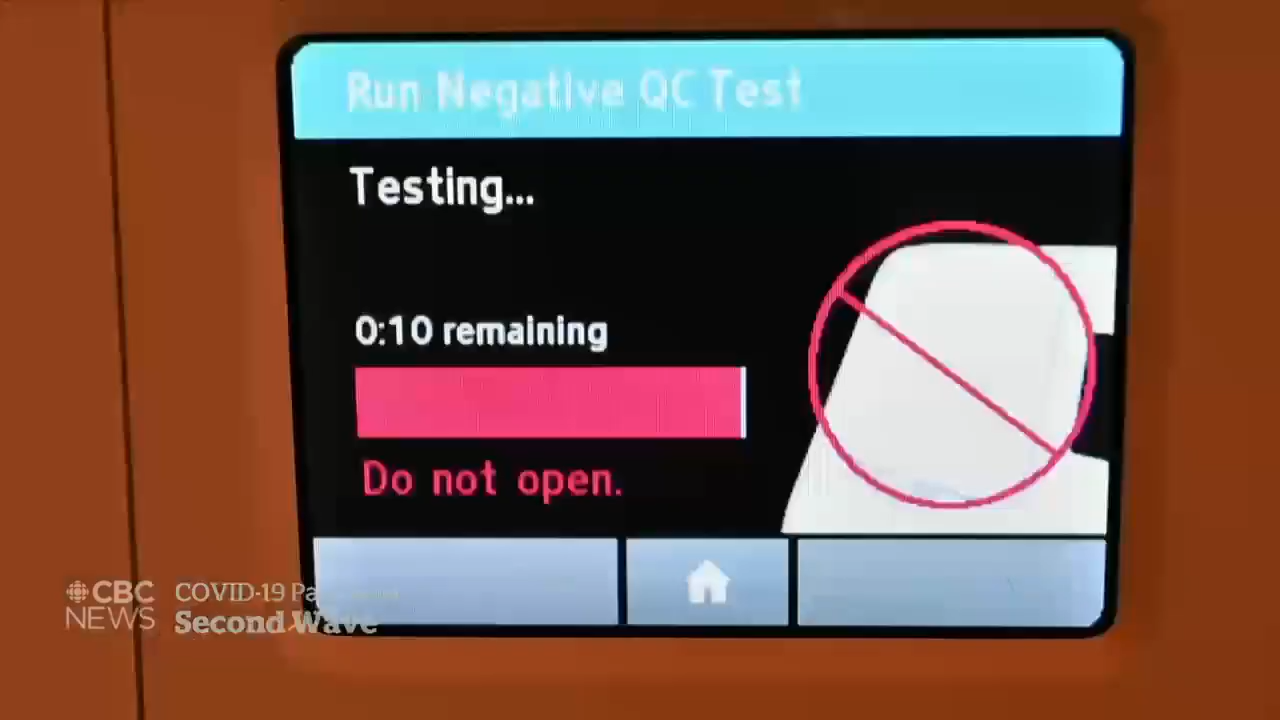 Run Negative QC Test
Testing...
0:10 remaining
Do not open.
CBC
NEWS
COVID-19
Second Wave